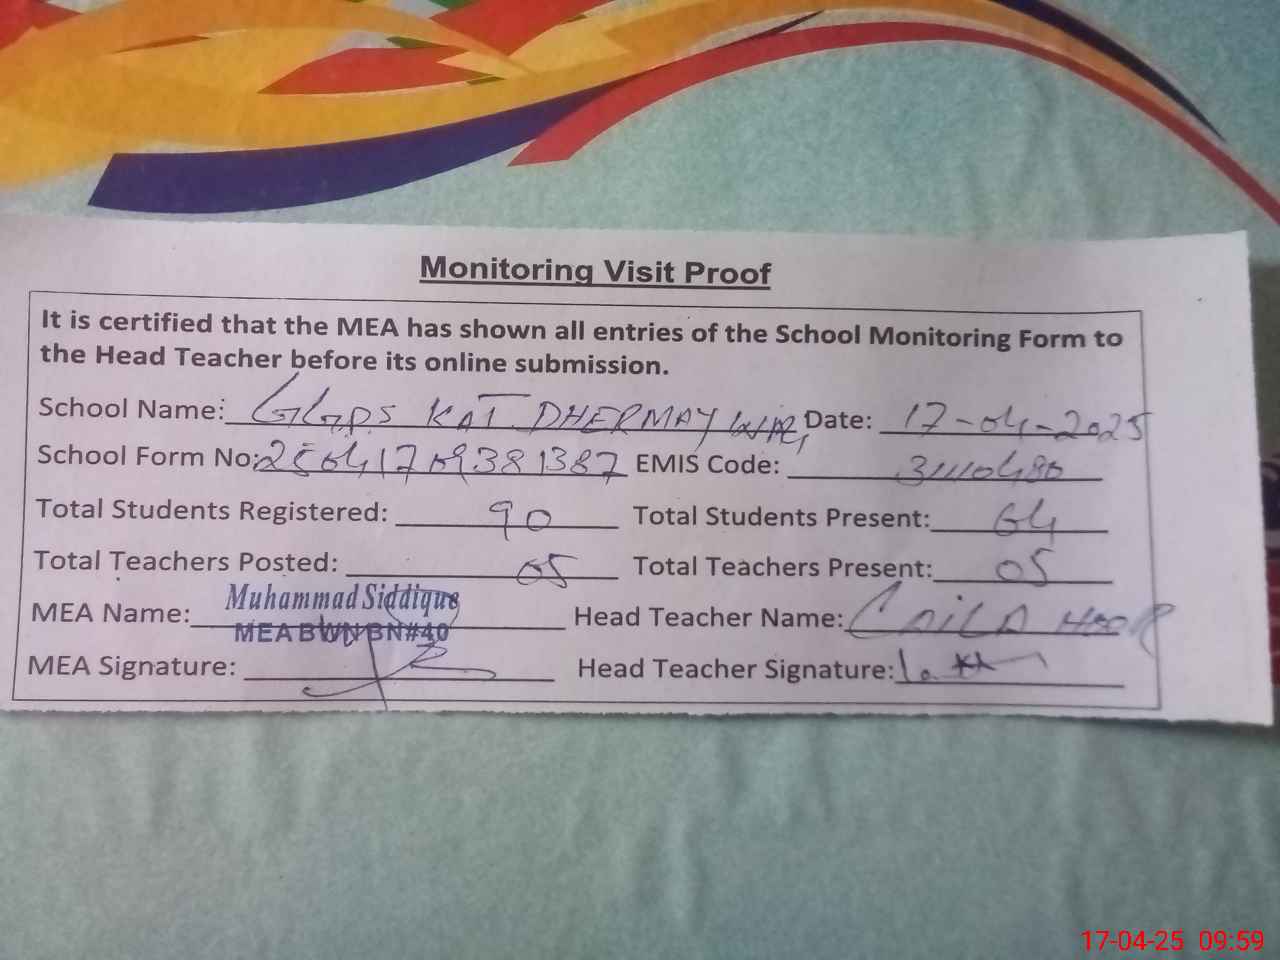 Monitoring Visit Proof
It is certified that the MEA has shown all entries of the School Monitoring Form to
the Head Teacher before its online submission.
School Name: GGPS KAT DHERMAY WALA Date: 17-04-2025
School Form No: 25041709381387 EMIS Code: 31110480
Total Students Registered: 90 Total Students Present: 64
Total Teachers Posted: 05 Total Teachers Present: 05
MEA Name: Muhammad Siddique Head Teacher Name:
MEA BWN BN#40
MEA Signature: Head Teacher Signature:
17-04-25 09:59